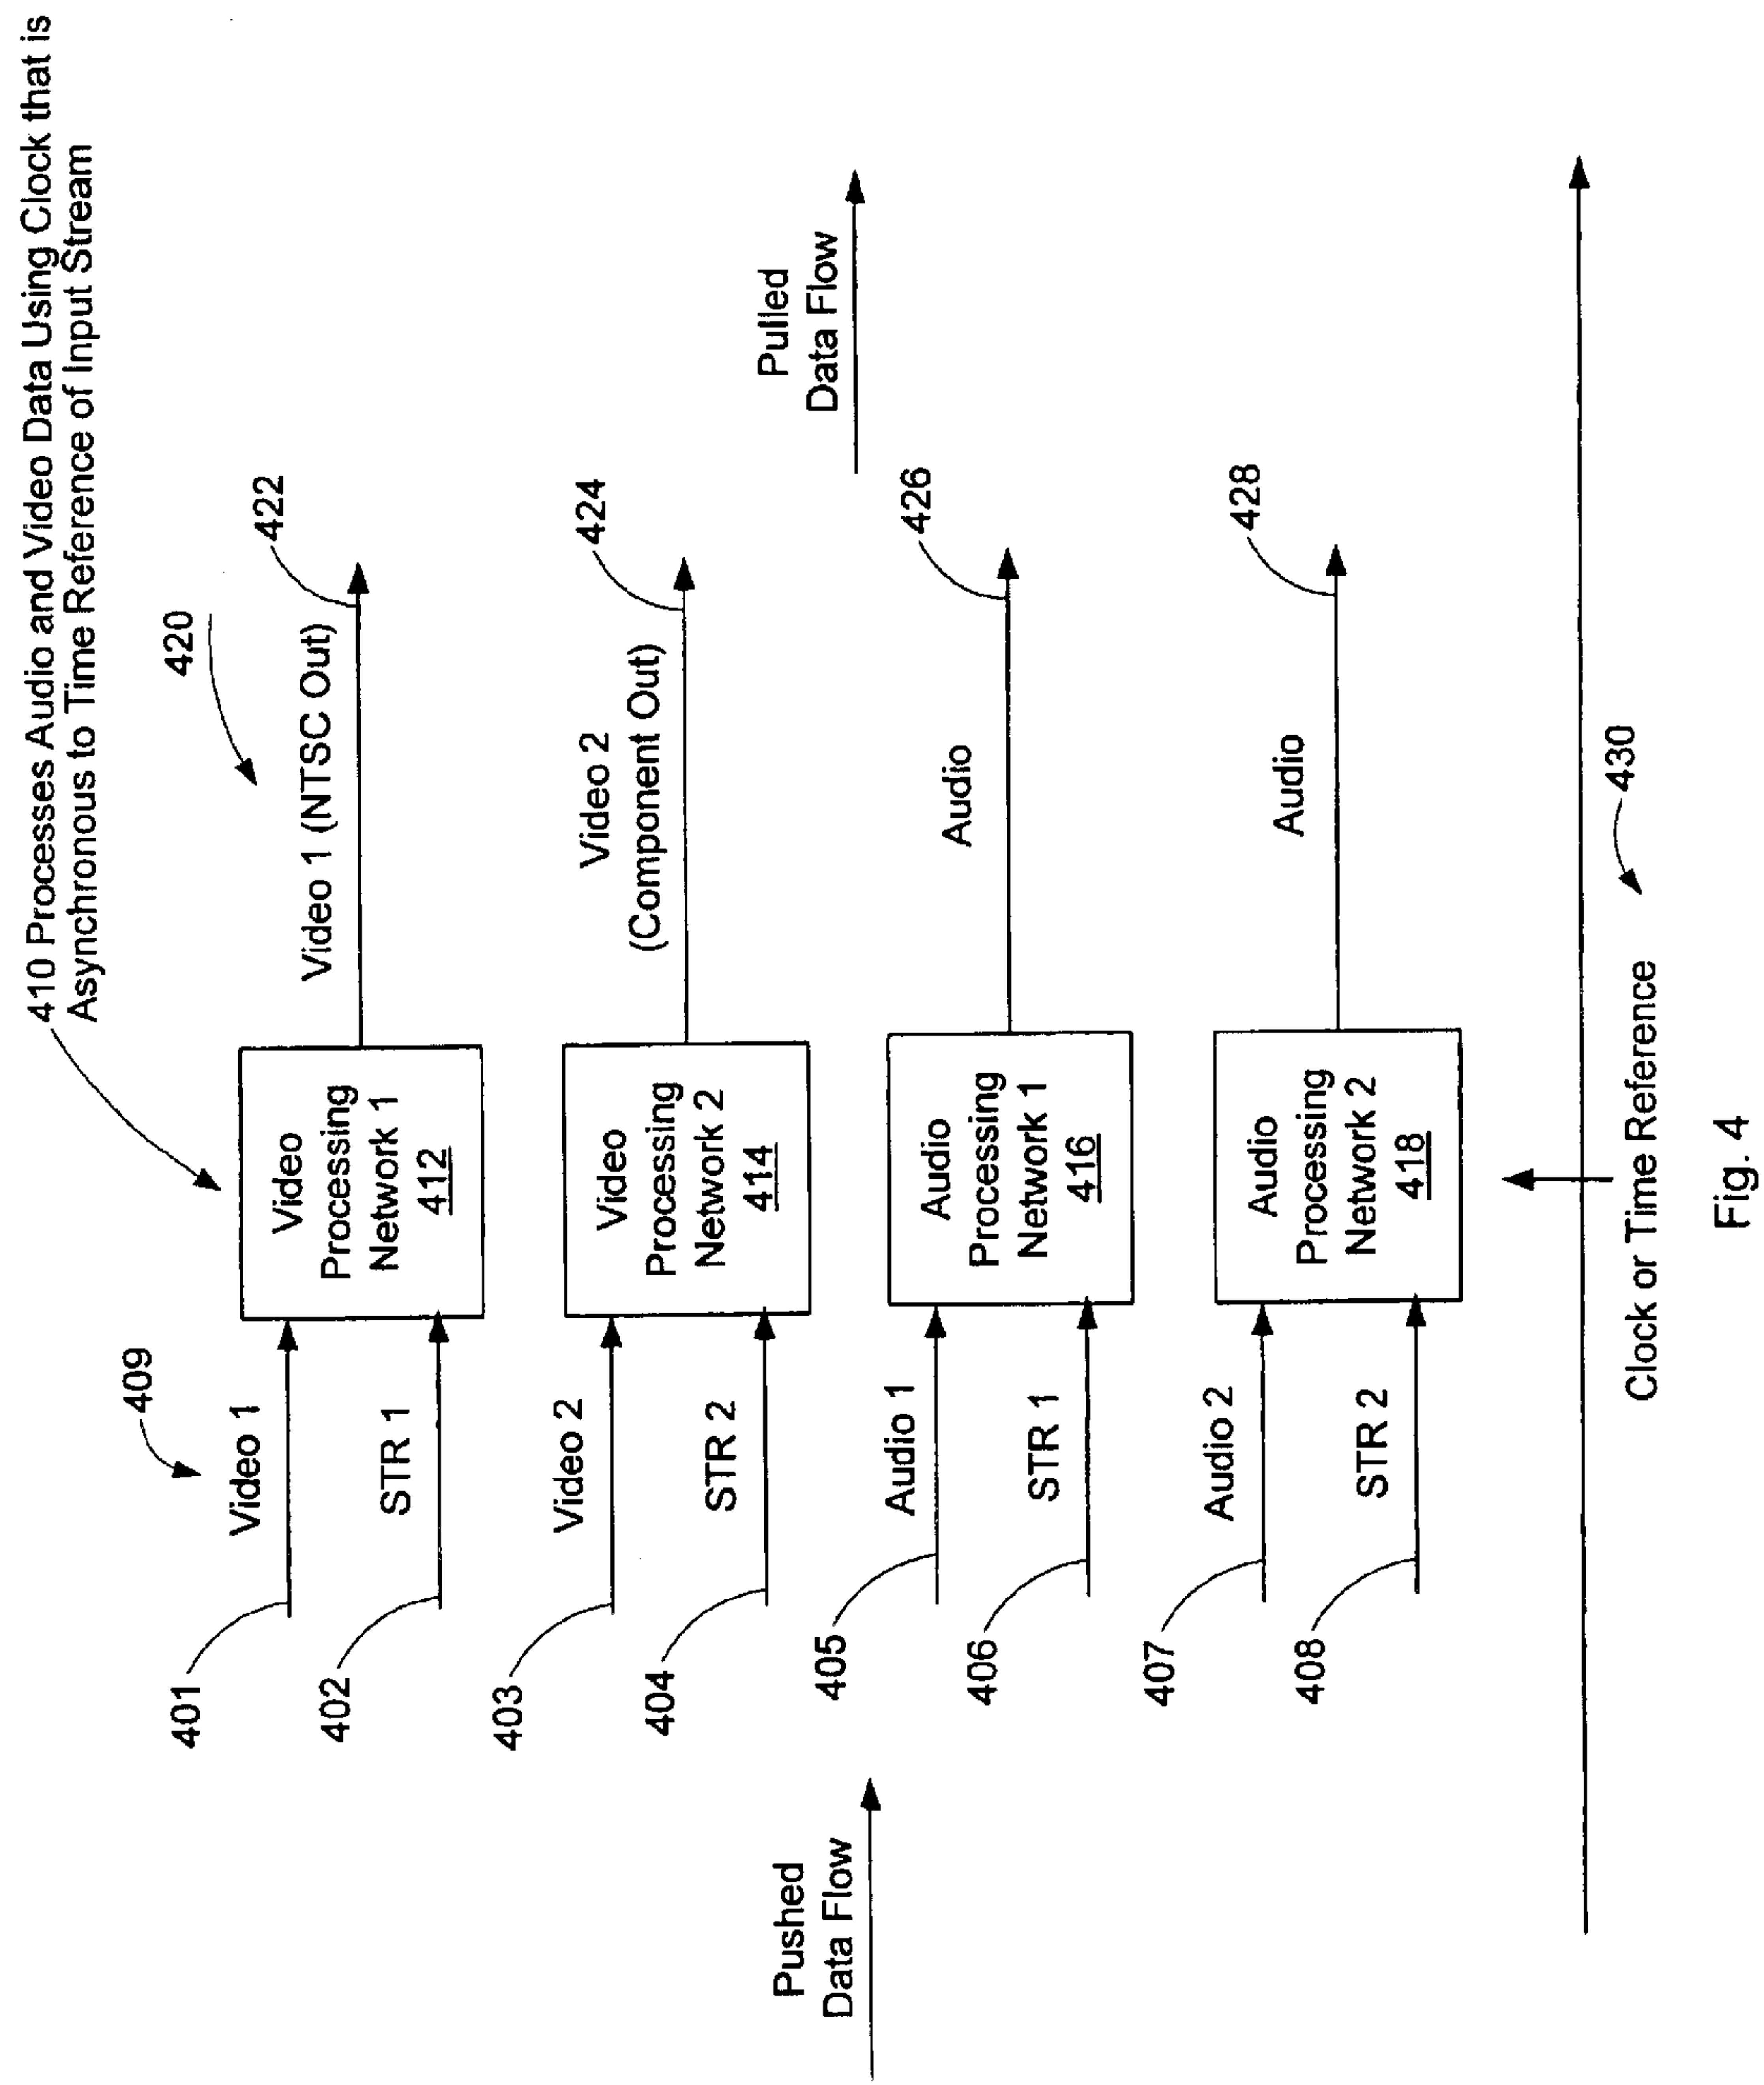 410 Processes Audio and Video Data Using Clock that is
Asynchronous to Time Reference of Input Stream
409
420
401
Video 1
402
STR 1
Video
Processing
Network 1
412
Video 1 (NTSC Out)
422
403
Video 2
404
STR 2
Video
Processing
Network 2
414
Video 2
(Component Out)
424
Pushed
Data Flow
Pulled
Data Flow
405
Audio 1
406
STR 1
Audio
Processing
Network 1
416
Audio
426
407
Audio 2
408
STR 2
Audio
Processing
Network 2
418
Audio
428
Clock or Time Reference
430
Fig. 4